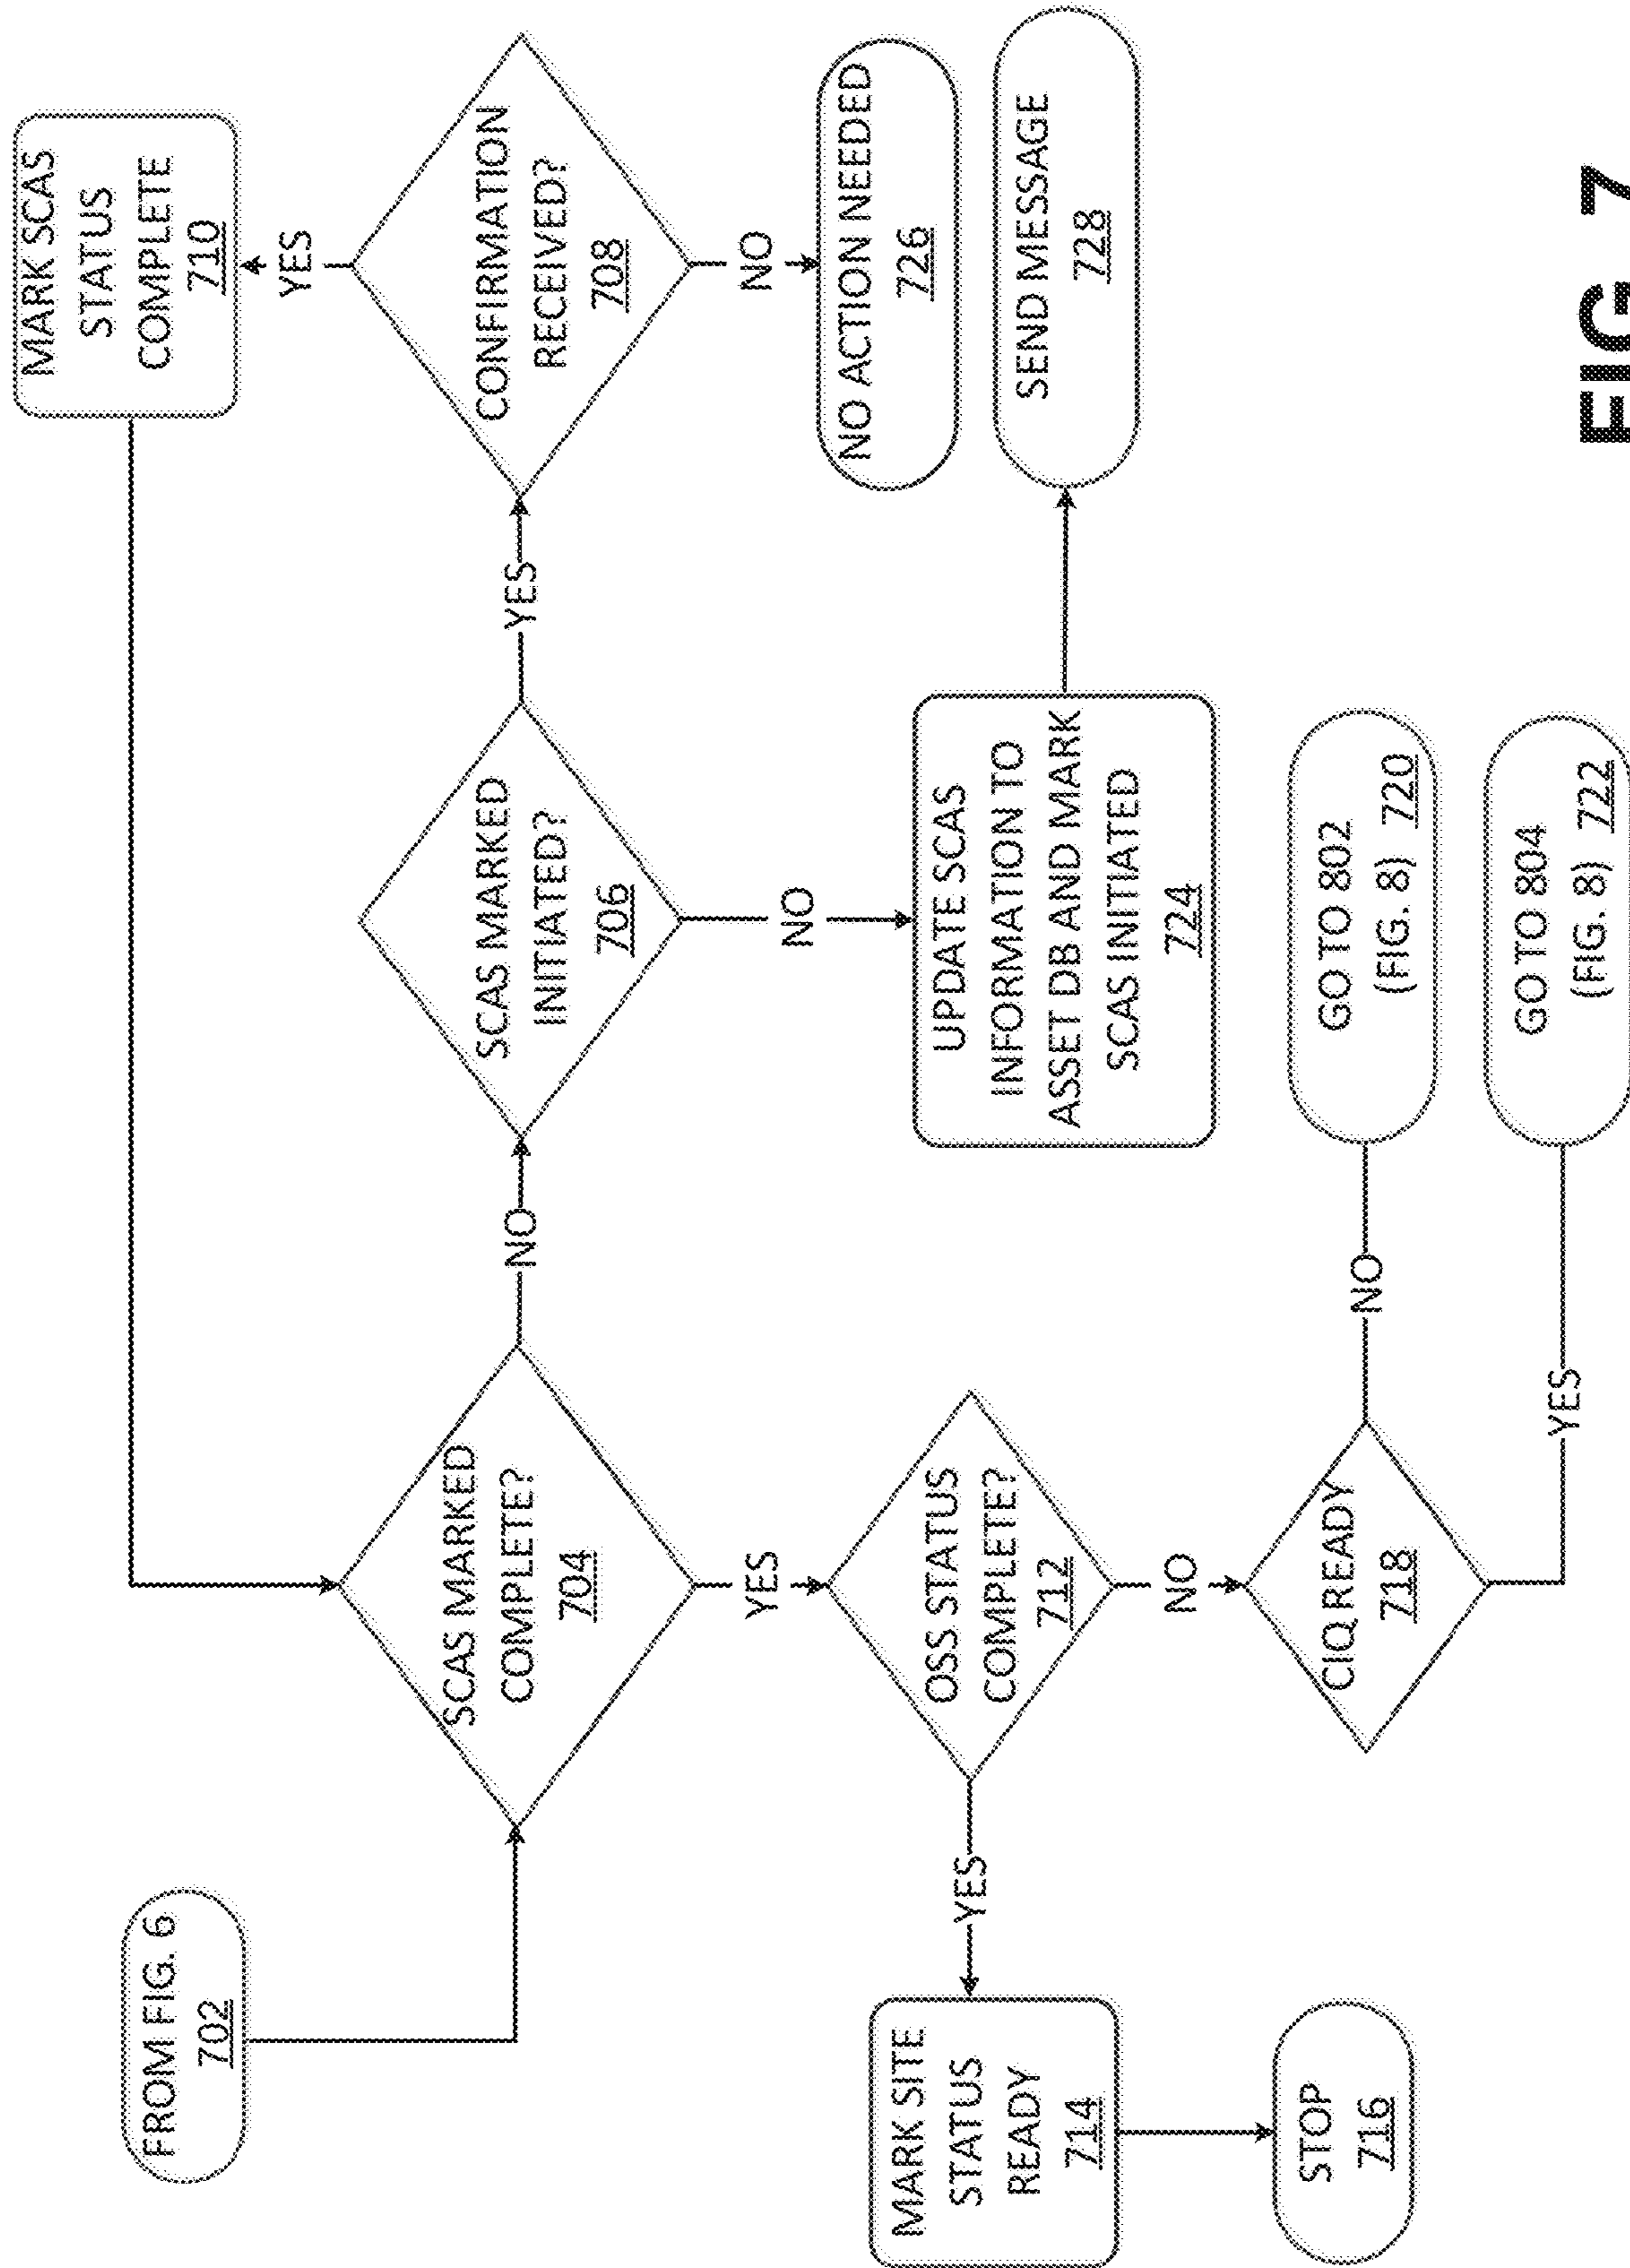 FROM FIG. 6
702
SCAS MARKED
COMPLETE?
704
NO
SCAS MARKED
INITIATED?
706
YES
CONFIRMATION
RECEIVED?
708
YES
MARK SCAS
STATUS
COMPLETE
710
NO
NO ACTION NEEDED
726
NO
UPDATE SCAS
INFORMATION TO
ASSET DB AND MARK
SCAS INITIATED
724
SEND MESSAGE
728
YES
OSS STATUS
COMPLETE?
712
YES
MARK SITE
STATUS
READY
714
STOP
716
NO
CIQ READY
718
NO
GO TO 802
(FIG. 8) 720
YES
GO TO 804
(FIG. 8) 722
FIG. 7